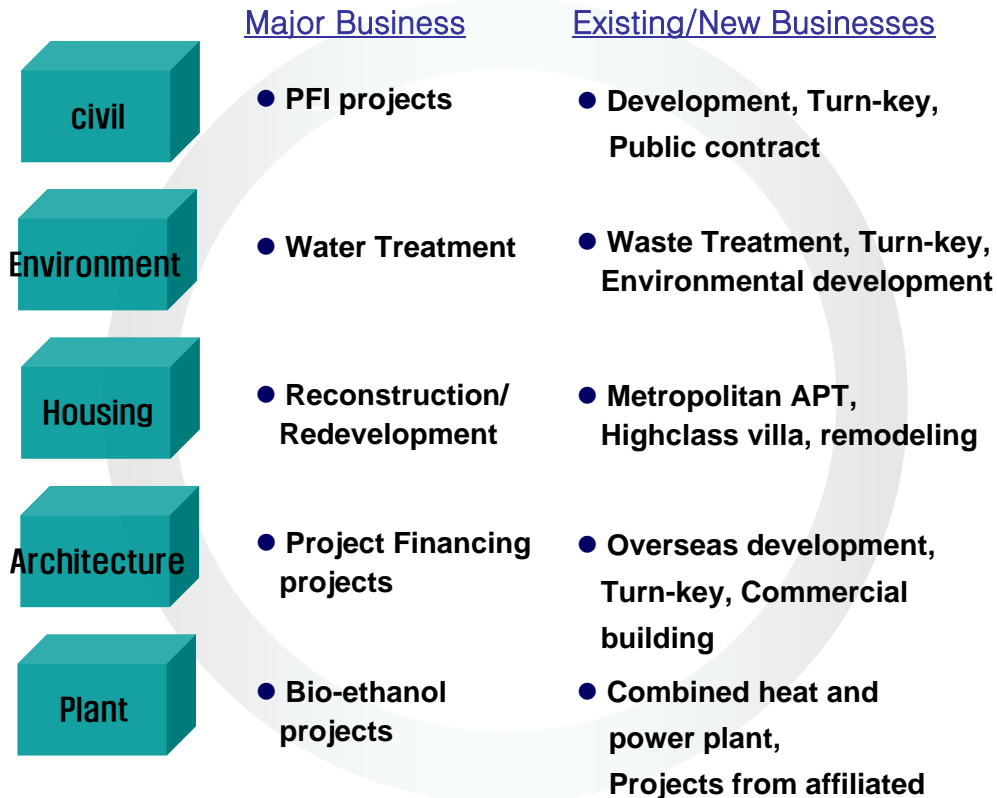 Major Business Existing/New Businesses
civil
● PFI projects
● Development, Turn-key,
Public contract
Environment
● Water Treatment
● Waste Treatment, Turn-key,
Environmental development
Housing
● Reconstruction/
Redevelopment
● Metropolitan APT,
Highclass villa, remodeling
Architecture
● Project Financing
projects
● Overseas development,
Turn-key, Commercial
building
Plant
● Bio-ethanol
projects
● Combined heat and
power plant,
Projects from affiliated